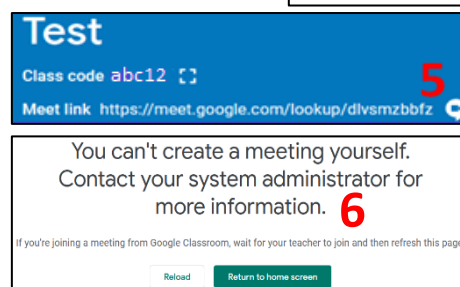 Test
Class code abc12
Meet link https://meet.google.com/lookup/dlvsmzbbfz
5
You can't create a meeting yourself.
Contact your system administrator for
more information.
6
If you're joining a meeting from Google Classroom, wait for your teacher to join and then refresh this page
Reload Return to home screen